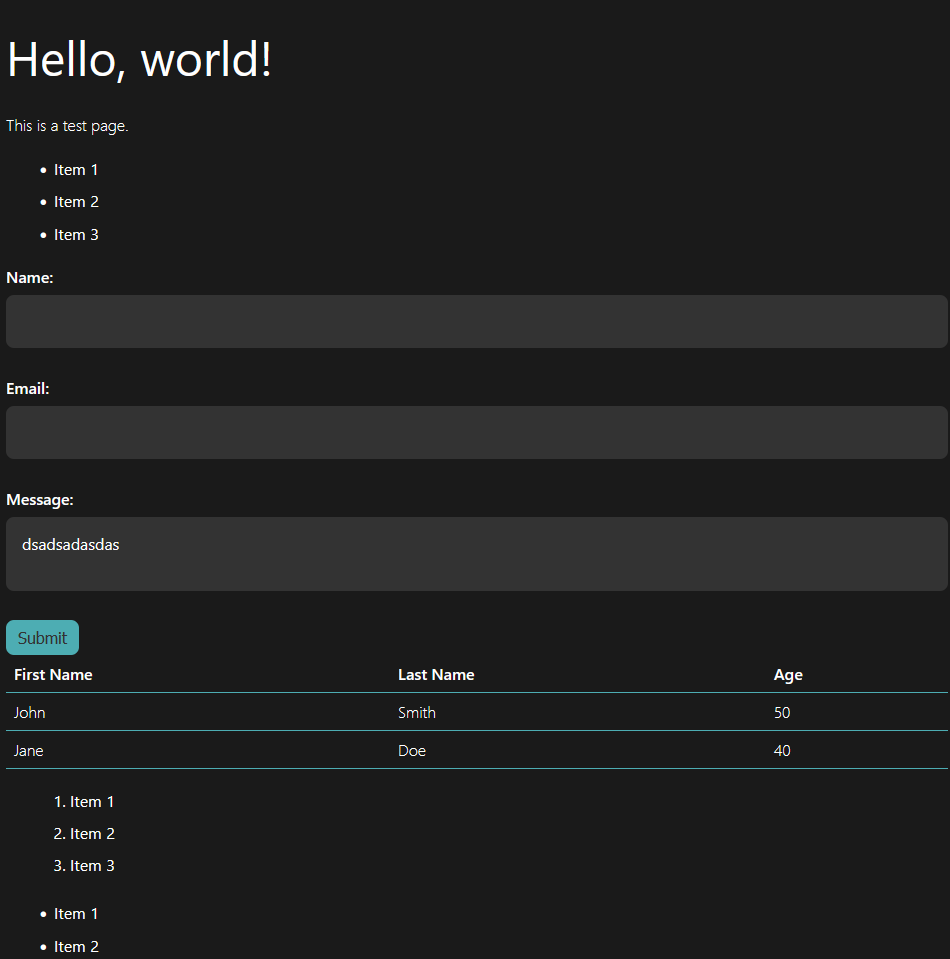 Hello, world!
This is a test page.
• Item 1
• Item 2
• Item 3
Name:
Email:
Message:
dsadsadasdas
Submit
First Name Last Name Age
John Smith 50
Jane Doe 40
1. Item 1
2. Item 2
3. Item 3
• Item 1
• Item 2